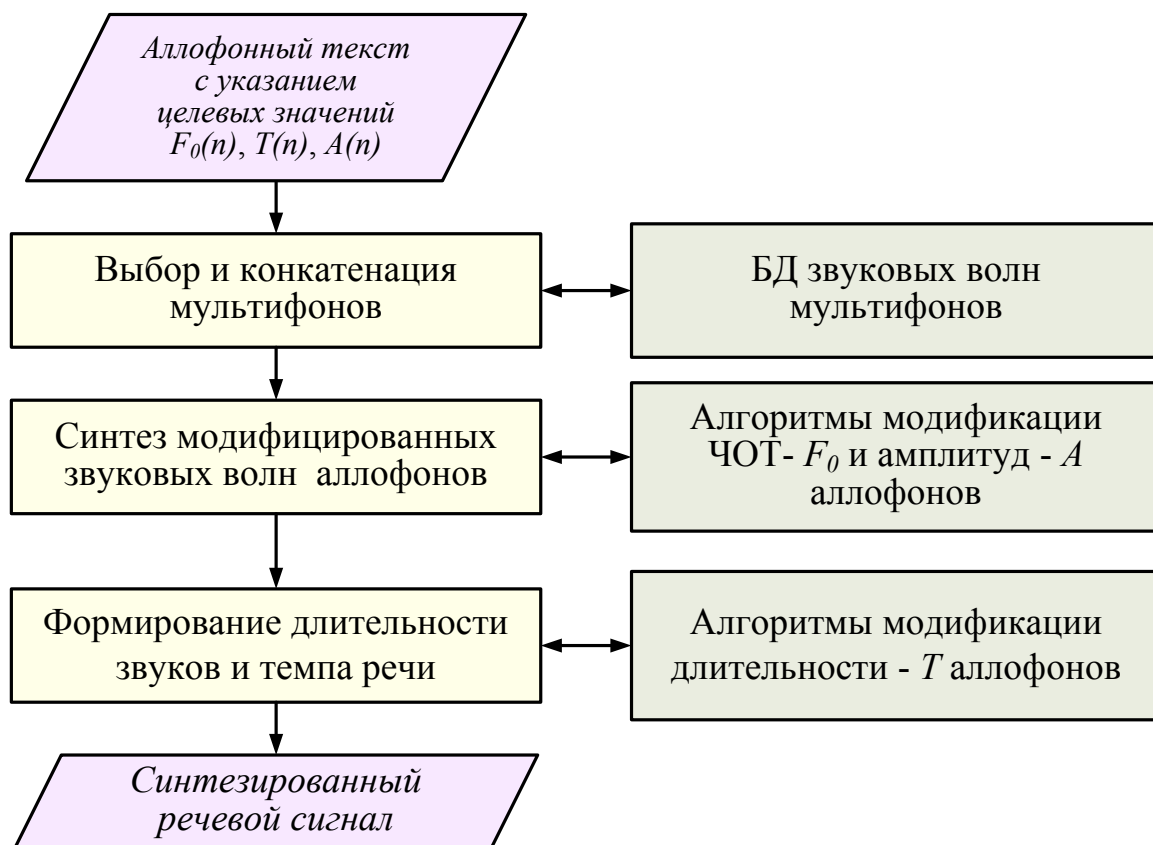 Аллофонный текст
с указанием
целевых значений
F₀(n), T(n), A(n)
Выбор и конкатенация
мультифонов
БД звуковых волн
мультифонов
Синтез модифицированных
звуковых волн аллофонов
Алгоритмы модификации
ЧОТ- F₀ и амплитуд - A
аллофонов
Формирование длительности
звуков и темпа речи
Алгоритмы модификации
длительности - T аллофонов
Синтезированный
речевой сигнал